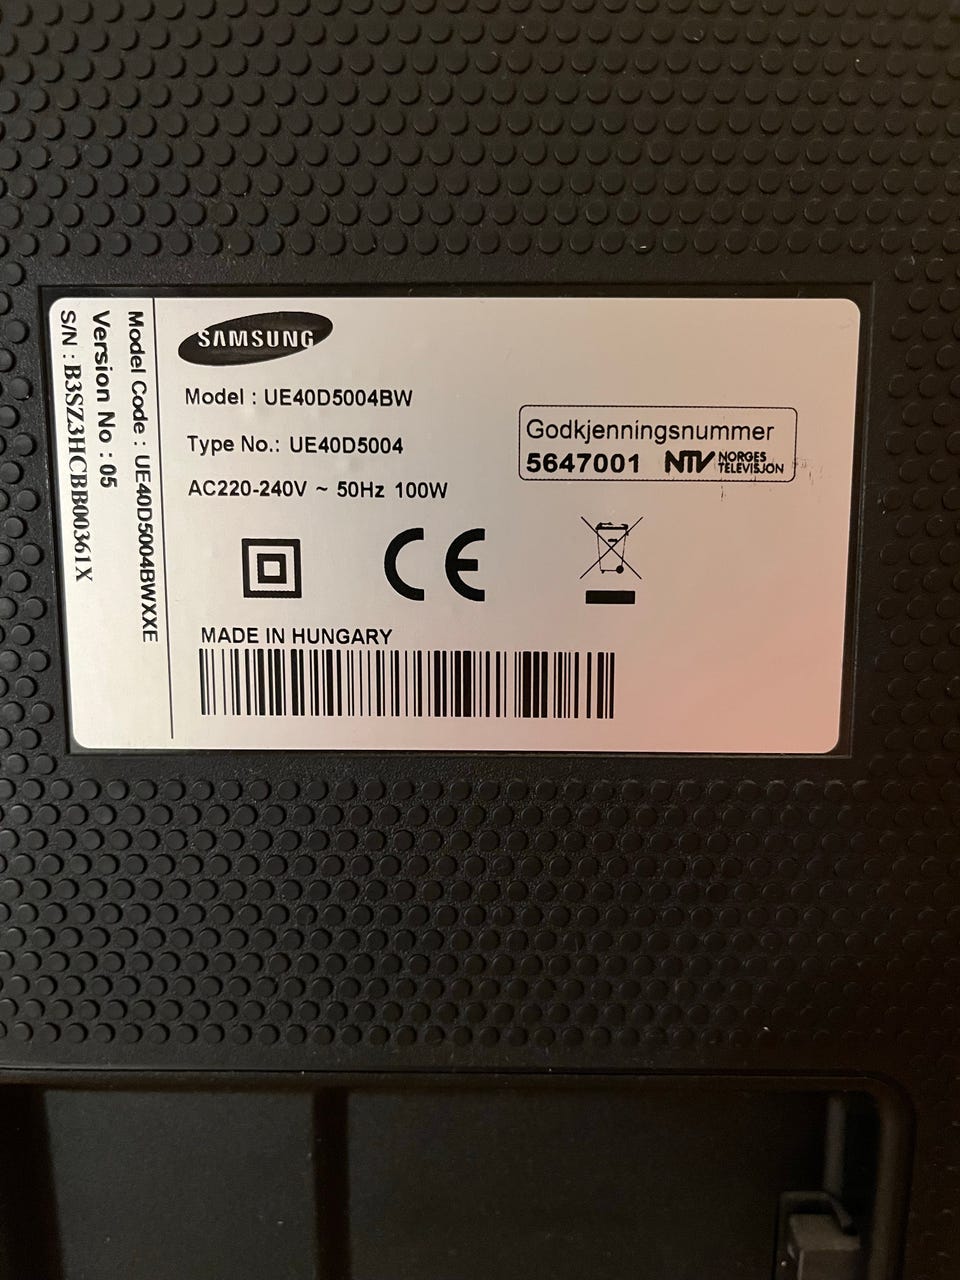 SAMSUNG
Model : UE40D5004BW
Type No.: UE40D5004
AC220-240V ~ 50Hz 100W
Godkjenningsnummer
5647001 NTV NORGES
TELEVISJON
CE
MADE IN HUNGARY
Model Code : UE40D5004BWXXE
Version No : 05
S/N : B3SZ3HCBB00361X